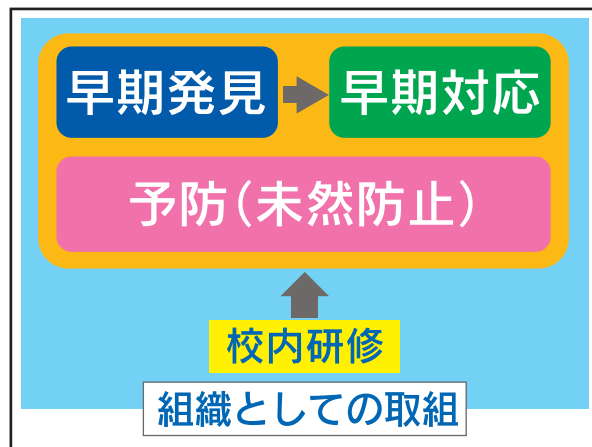 早期発見
早期対応
予防(未然防止)
校内研修
組織としての取組